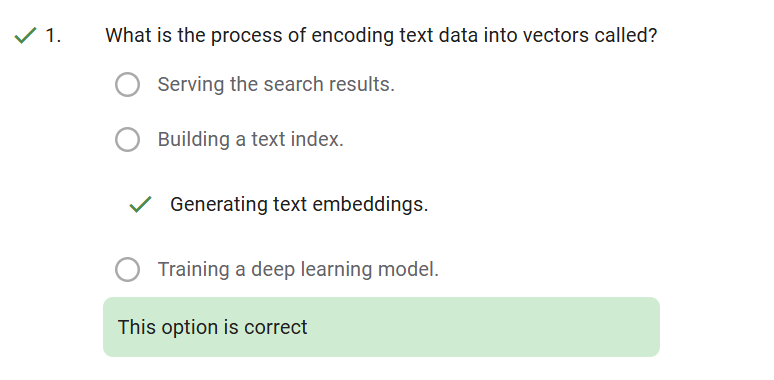 1. What is the process of encoding text data into vectors called?
Serving the search results.
Building a text index.
Generating text embeddings.
Training a deep learning model.
This option is correct